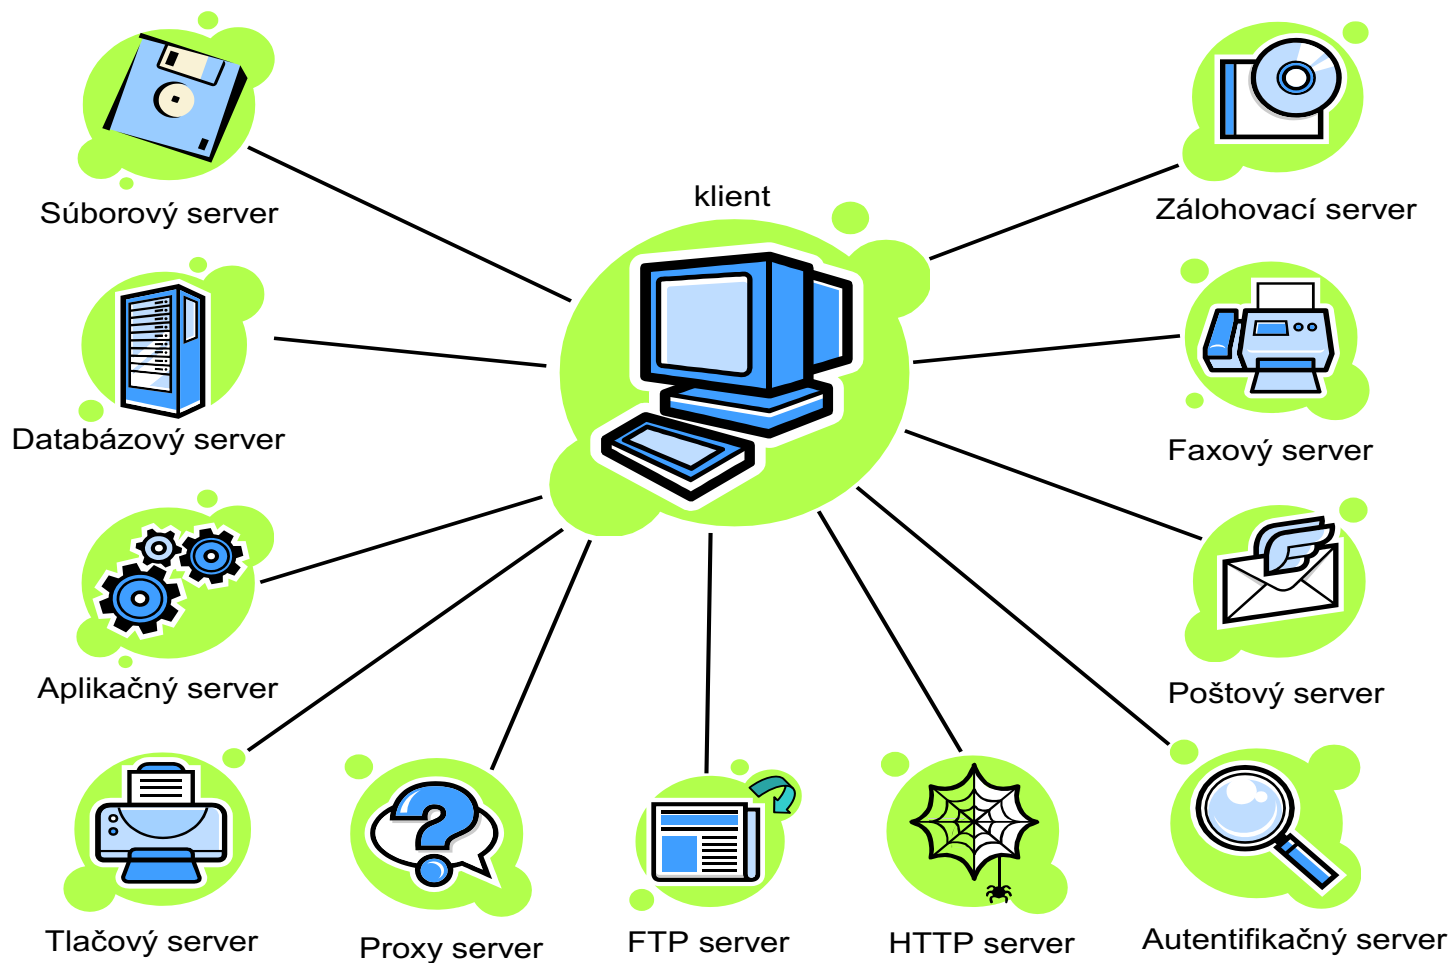 klient
Súborový server
Zálohovací server
Databázový server
Faxový server
Aplikačný server
Poštový server
Tlačový server
Proxy server
FTP server
HTTP server
Autentifikačný server